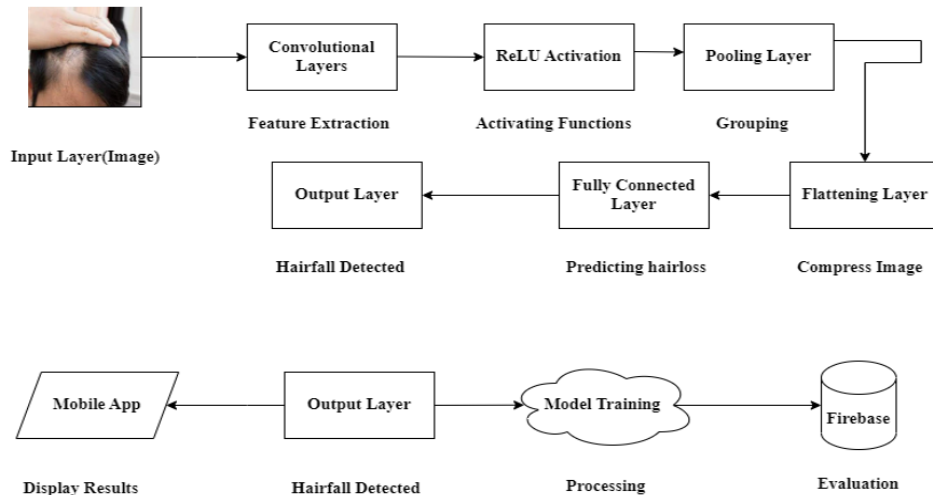 Convolutional
Layers
ReLU Activation
Pooling Layer
Feature Extraction
Activating Functions
Grouping
Input Layer(Image)
Output Layer
Fully Connected
Layer
Flattening Layer
Hairfall Detected
Predicting hairloss
Compress Image
Mobile App
Output Layer
Model Training
Firebase
Display Results
Hairfall Detected
Processing
Evaluation